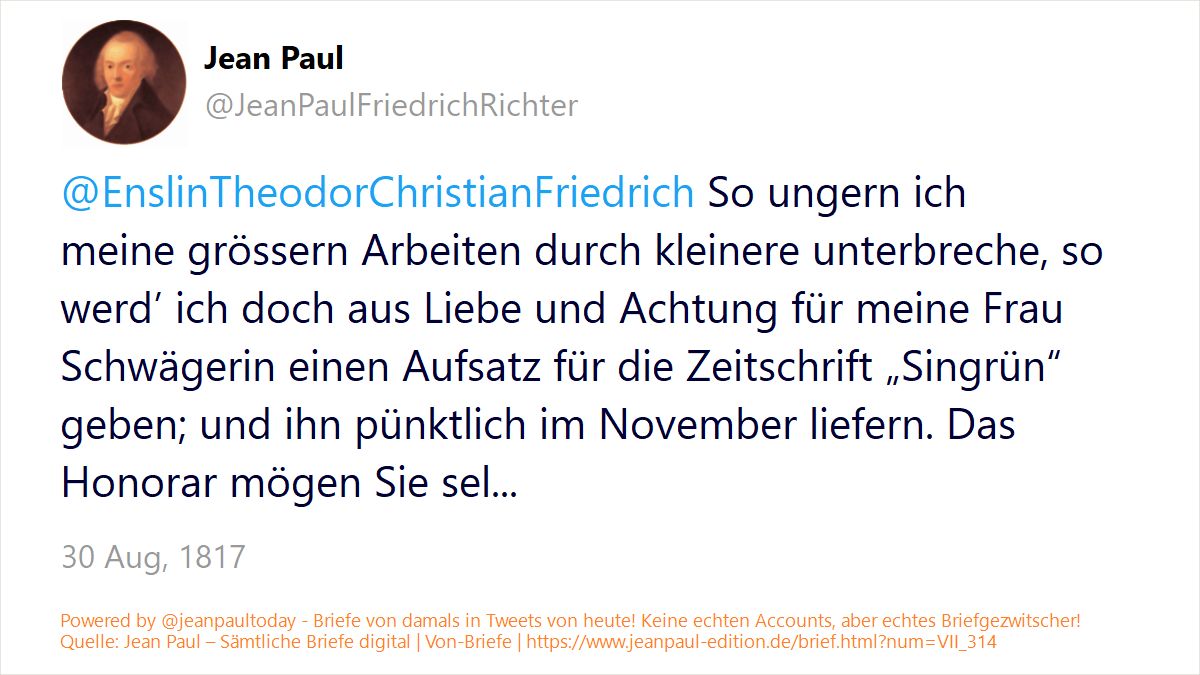 Jean Paul
@JeanPaulFriedrichRichter
@EnslinTheodorChristianFriedrich So ungern ich
meine grössern Arbeiten durch kleinere unterbreche, so
werd’ ich doch aus Liebe und Achtung für meine Frau
Schwägerin einen Aufsatz für die Zeitschrift „Singrün“
geben; und ihn pünktlich im November liefern. Das
Honorar mögen Sie sel...
30 Aug, 1817
Powered by @jeanpaultoday - Briefe von damals in Tweets von heute! Keine echten Accounts, aber echtes Briefgezwitscher!
Quelle: Jean Paul – Sämtliche Briefe digital | Von-Briefe | https://www.jeanpaul-edition.de/brief.html?num=VII_314